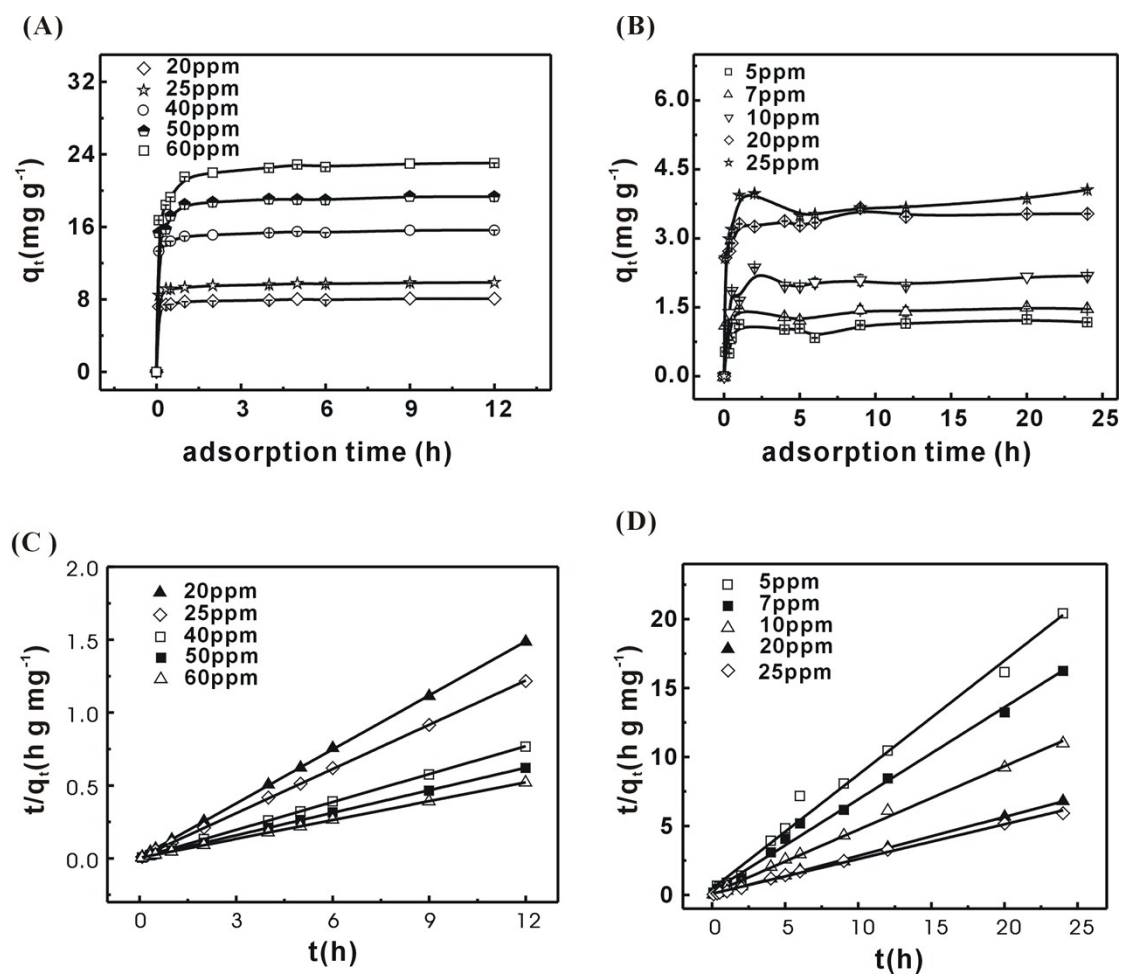 (A)
20ppm
25ppm
40ppm
50ppm
60ppm
32
24
16
8
0
qₜ(mg g⁻¹)
0 3 6 9 12
adsorption time (h)
(B)
5ppm
7ppm
10ppm
20ppm
25ppm
6.0
4.5
3.0
1.5
0.0
qₜ(mg g⁻¹)
0 5 10 15 20 25
adsorption time (h)
(C )
20ppm
25ppm
40ppm
50ppm
60ppm
2.0
1.5
1.0
0.5
0.0
t/qₜ(h g mg⁻¹)
0 3 6 9 12
t(h)
(D)
5ppm
7ppm
10ppm
20ppm
25ppm
20
15
10
5
0
t/qₜ(h g mg⁻¹)
0 5 10 15 20 25
t(h)